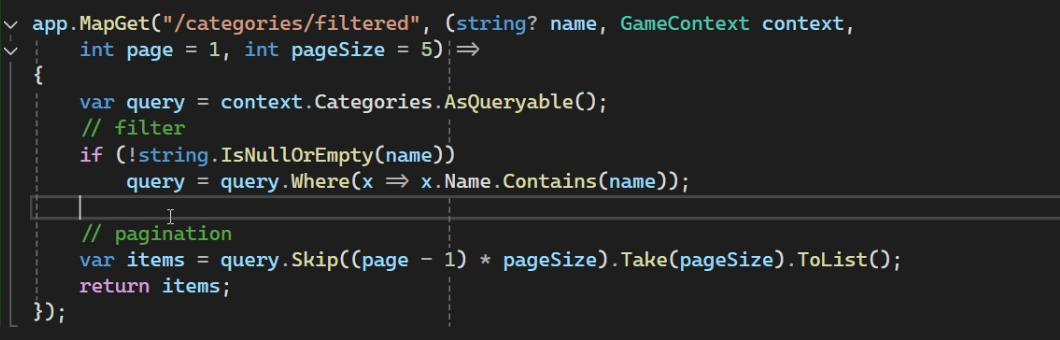 app.MapGet("/categories/filtered", (string? name, GameContext context,
    int page = 1, int pageSize = 5) =>
{
    var query = context.Categories.AsQueryable();
    // filter
    if (!string.IsNullOrEmpty(name))
        query = query.Where(x => x.Name.Contains(name));
    // pagination
    var items = query.Skip((page - 1) * pageSize).Take(pageSize).ToList();
    return items;
});